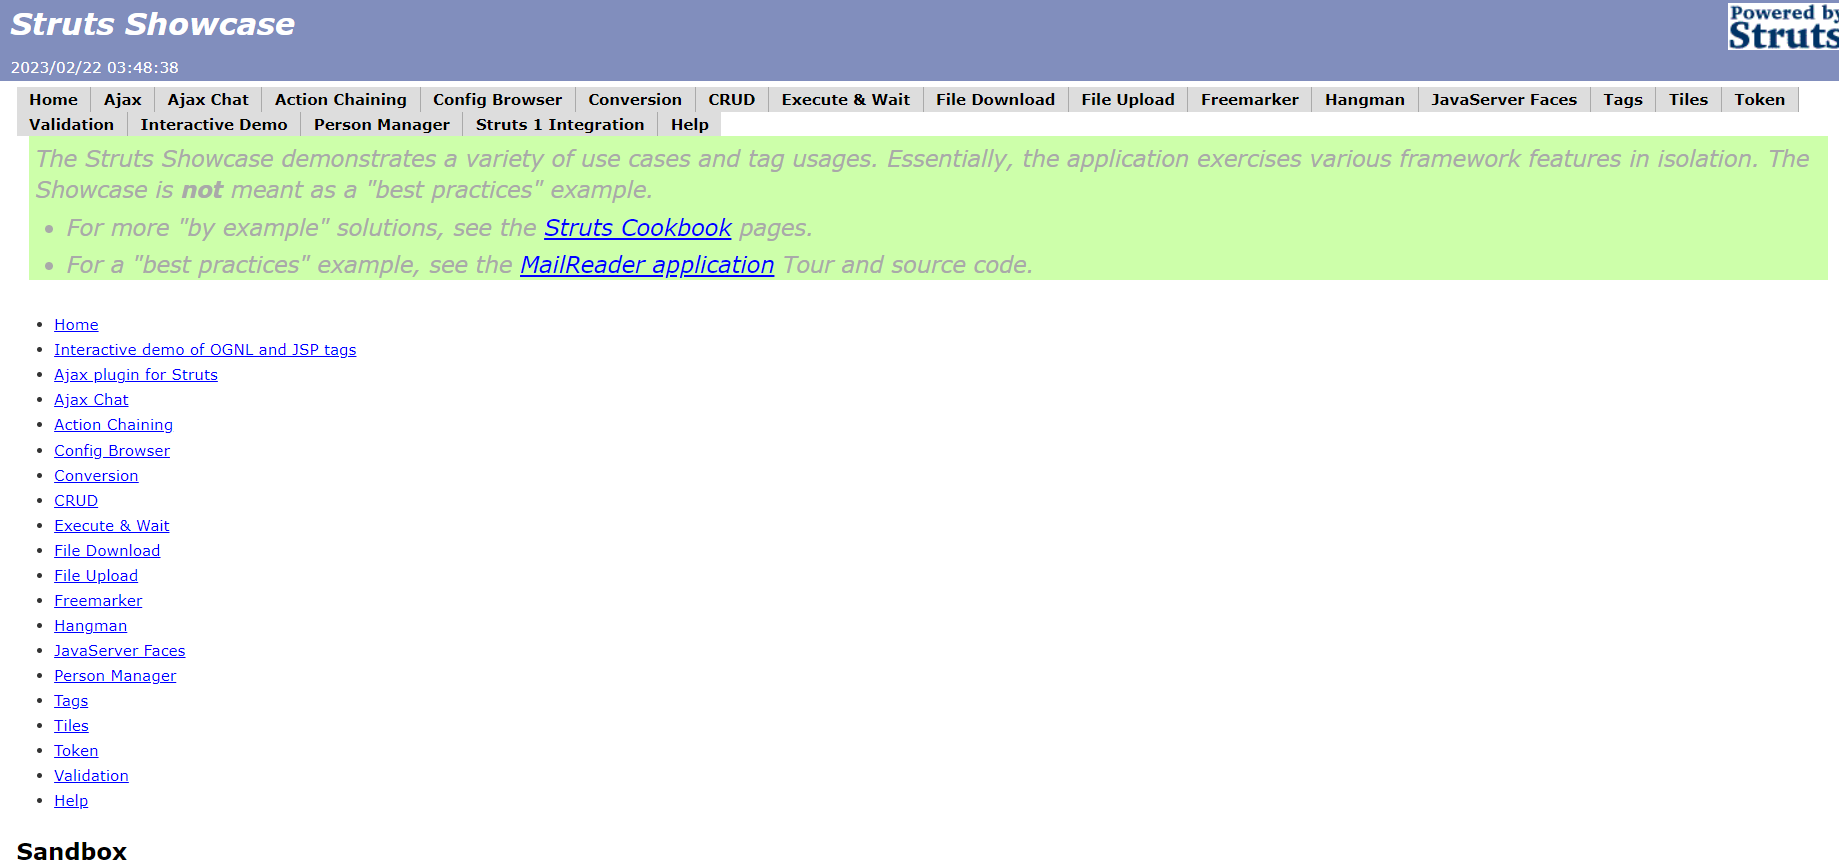 Struts Showcase
Powered by
Struts
2023/02/22 03:48:38
Home Ajax Ajax Chat Action Chaining Config Browser Conversion CRUD Execute & Wait File Download File Upload Freemarker Hangman JavaServer Faces Tags Tiles Token
Validation Interactive Demo Person Manager Struts 1 Integration Help
The Struts Showcase demonstrates a variety of use cases and tag usages. Essentially, the application exercises various framework features in isolation. The
Showcase is not meant as a "best practices" example.
• For more "by example" solutions, see the Struts Cookbook pages.
• For a "best practices" example, see the MailReader application Tour and source code.
• Home
• Interactive demo of OGNL and JSP tags
• Ajax plugin for Struts
• Ajax Chat
• Action Chaining
• Config Browser
• Conversion
• CRUD
• Execute & Wait
• File Download
• File Upload
• Freemarker
• Hangman
• JavaServer Faces
• Person Manager
• Tags
• Tiles
• Token
• Validation
• Help
Sandbox